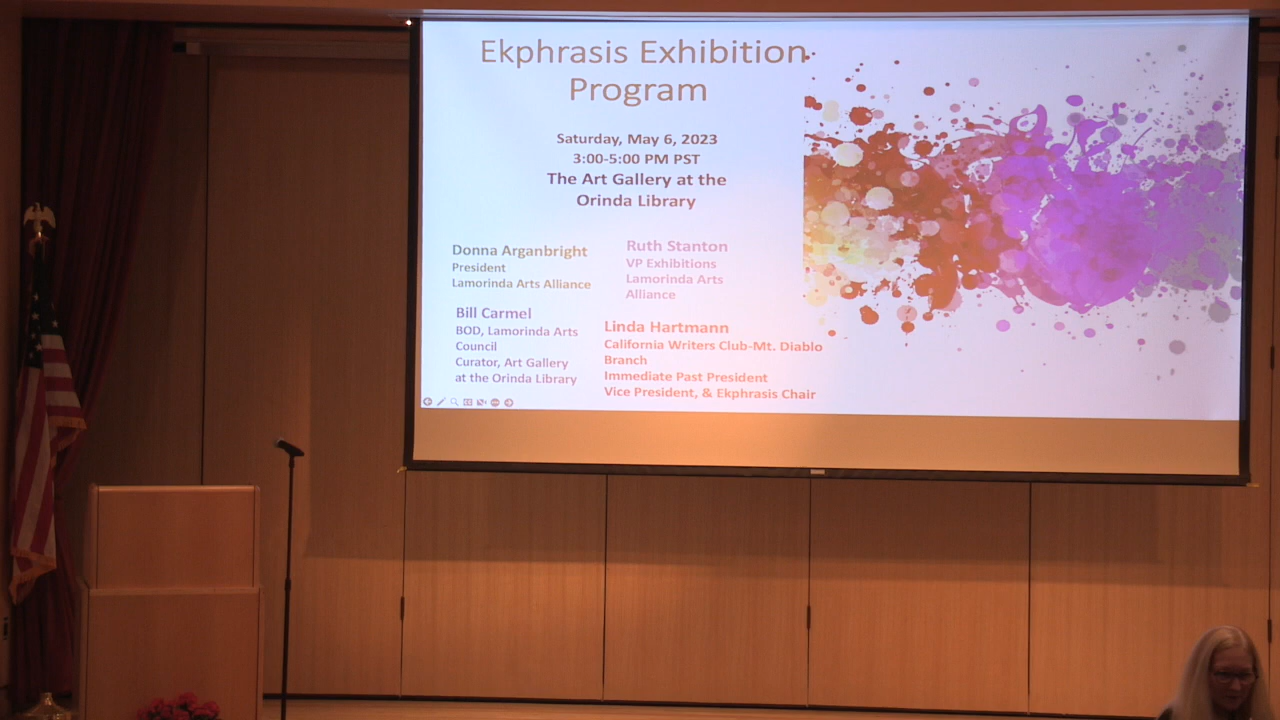 Ekphrasis Exhibition
Program
Saturday, May 6, 2023
3:00-5:00 PM PST
The Art Gallery at the
Orinda Library
Donna Arganbright
President
Lamorinda Arts Alliance
Ruth Stanton
VP Exhibitions
Lamorinda Arts
Alliance
Bill Carmel
BOD, Lamorinda Arts
Council
Curator, Art Gallery
at the Orinda Library
Linda Hartmann
California Writers Club-Mt. Diablo
Branch
Immediate Past President
Vice President, & Ekphrasis Chair